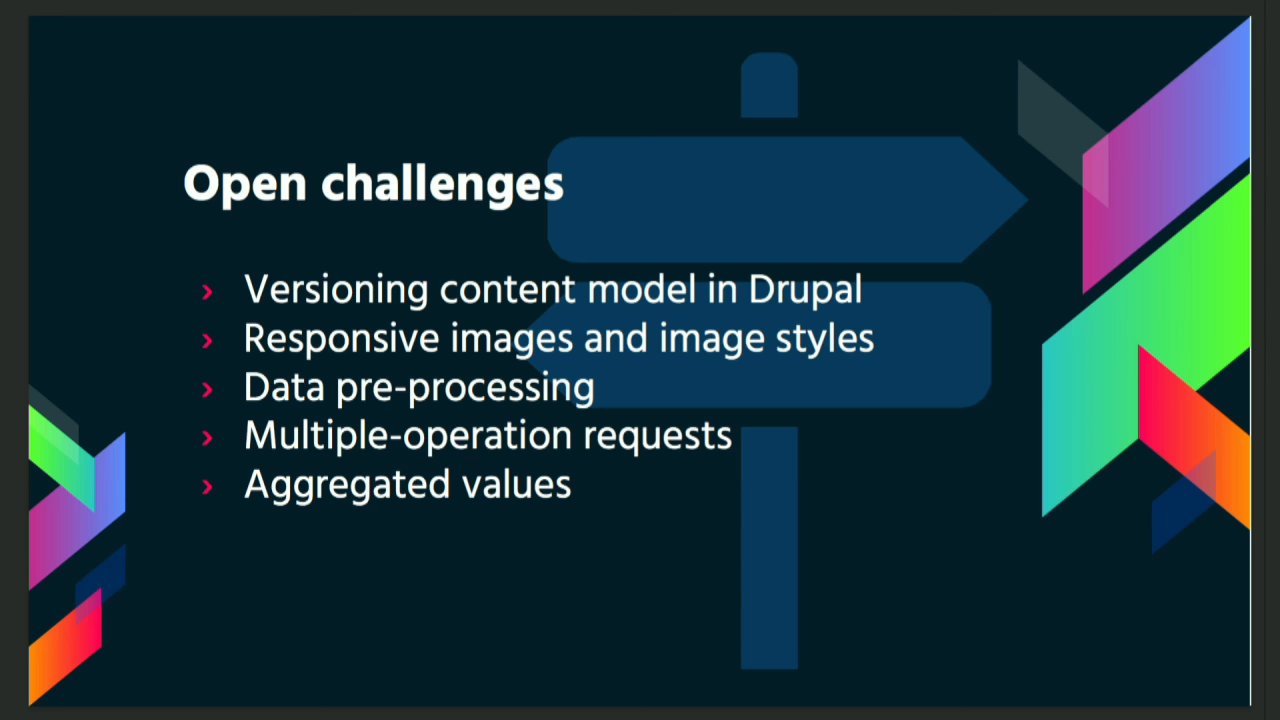 Open challenges
› Versioning content model in Drupal
› Responsive images and image styles
› Data pre-processing
› Multiple-operation requests
› Aggregated values